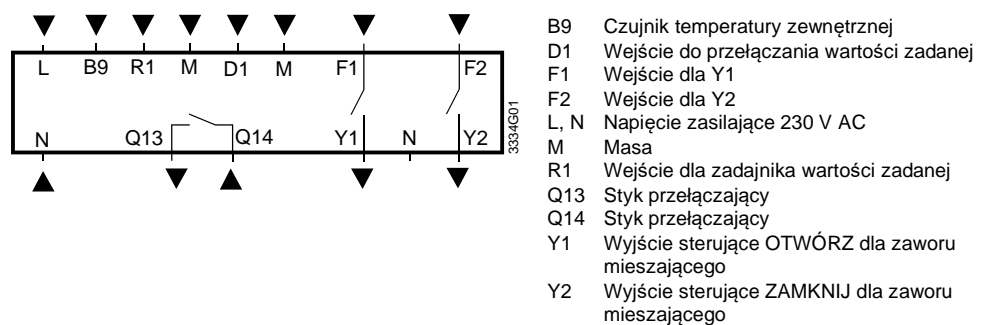 L B9 R1 M D1 M F1 F2
N Q13 Q14 Y1 N Y2
3334G01
B9 Czujnik temperatury zewnętrznej
D1 Wejście do przełączania wartości zadanej
F1 Wejście dla Y1
F2 Wejście dla Y2
L, N Napięcie zasilające 230 V AC
M Masa
R1 Wejście dla zadajnika wartości zadanej
Q13 Styk przełączający
Q14 Styk przełączający
Y1 Wyjście sterujące OTWÓRZ dla zaworu
mieszającego
Y2 Wyjście sterujące ZAMKNIJ dla zaworu
mieszającego